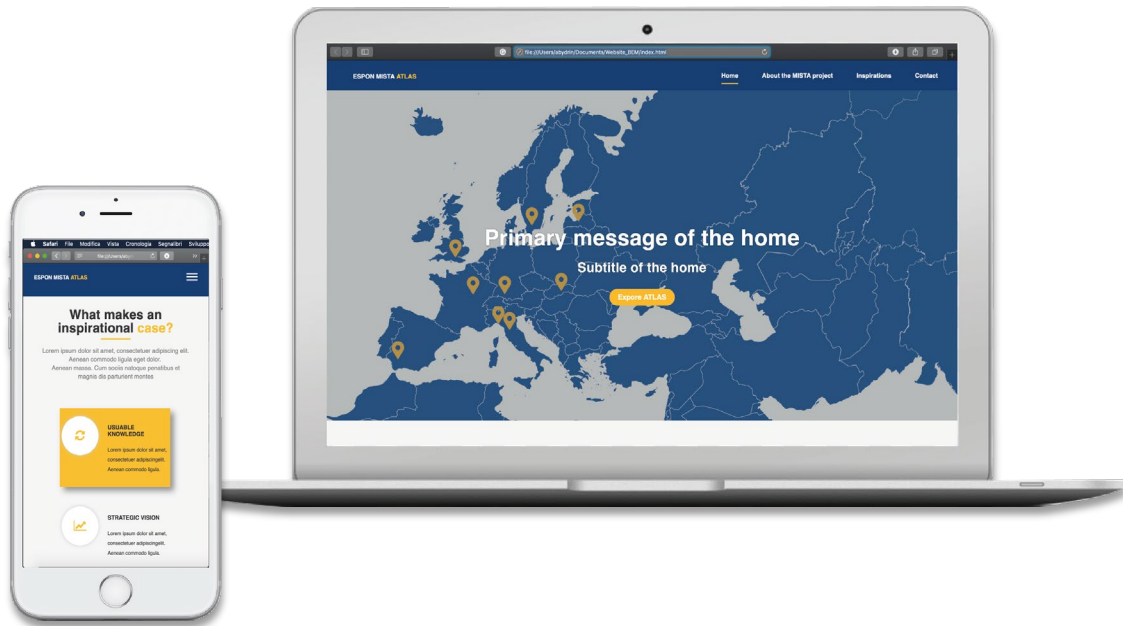 Safari File Modifica Vista Cronologia Segnalibri Sviluppo
ESPON MISTA ATLAS
What makes an
inspirational case?
Lorem ipsum dolor sit amet, consectetuer adipiscing elit.
Aenean commodo ligula eget dolor.
Aenean massa. Cum sociis natoque penatibus et
magnis dis parturient montes
USUABLE
KNOWLEDGE
Lorem ipsum dolor sit amet,
consectetuer adipiscingelit.
Aenean commodo ligula.
STRATEGIC VISION
Lorem ipsum dolor sit amet,
consectetuer adipiscingelit.
Aenean commodo ligula.
file:///Users/abydrin/Documents/Website_BEM/index.html
ESPON MISTA ATLAS
Home About the MISTA project Inspirations Contact
Primary message of the home
Subtitle of the home
Expore ATLAS